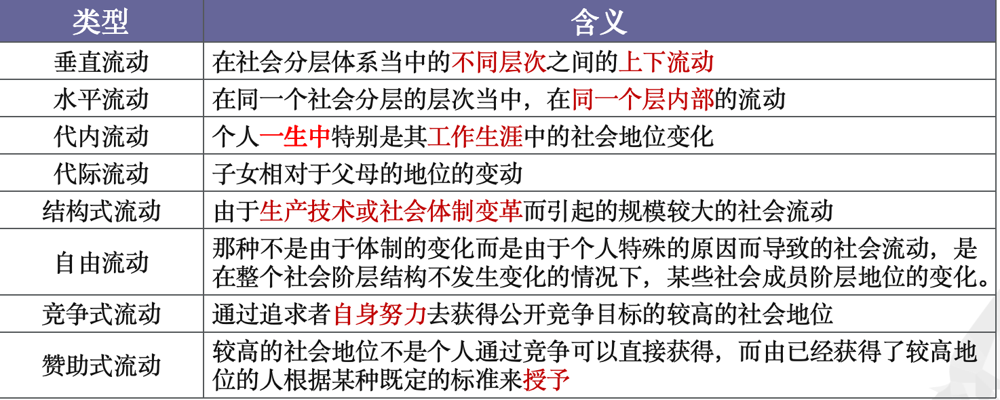 类型 含义
垂直流动 在社会分层体系当中的不同层次之间的上下流动
水平流动 在同一个社会分层的层次当中，在同一个层内部的流动
代内流动 个人一生中特别是其工作生涯中的社会地位变化
代际流动 子女相对于父母的地位的变动
结构式流动 由于生产技术或社会体制变革而引起的规模较大的社会流动
自由流动 那种不是由于体制的变化而是由于个人特殊的原因而导致的社会流动，是
在整个社会阶层结构不发生变化的情况下，某些社会成员阶层地位的变化。
竞争式流动 通过追求者自身努力去获得公开竞争目标的较高的社会地位
赞助式流动 较高的社会地位不是个人通过竞争可以直接获得，而由已经获得了较高地
位的人根据某种既定的标准来授予